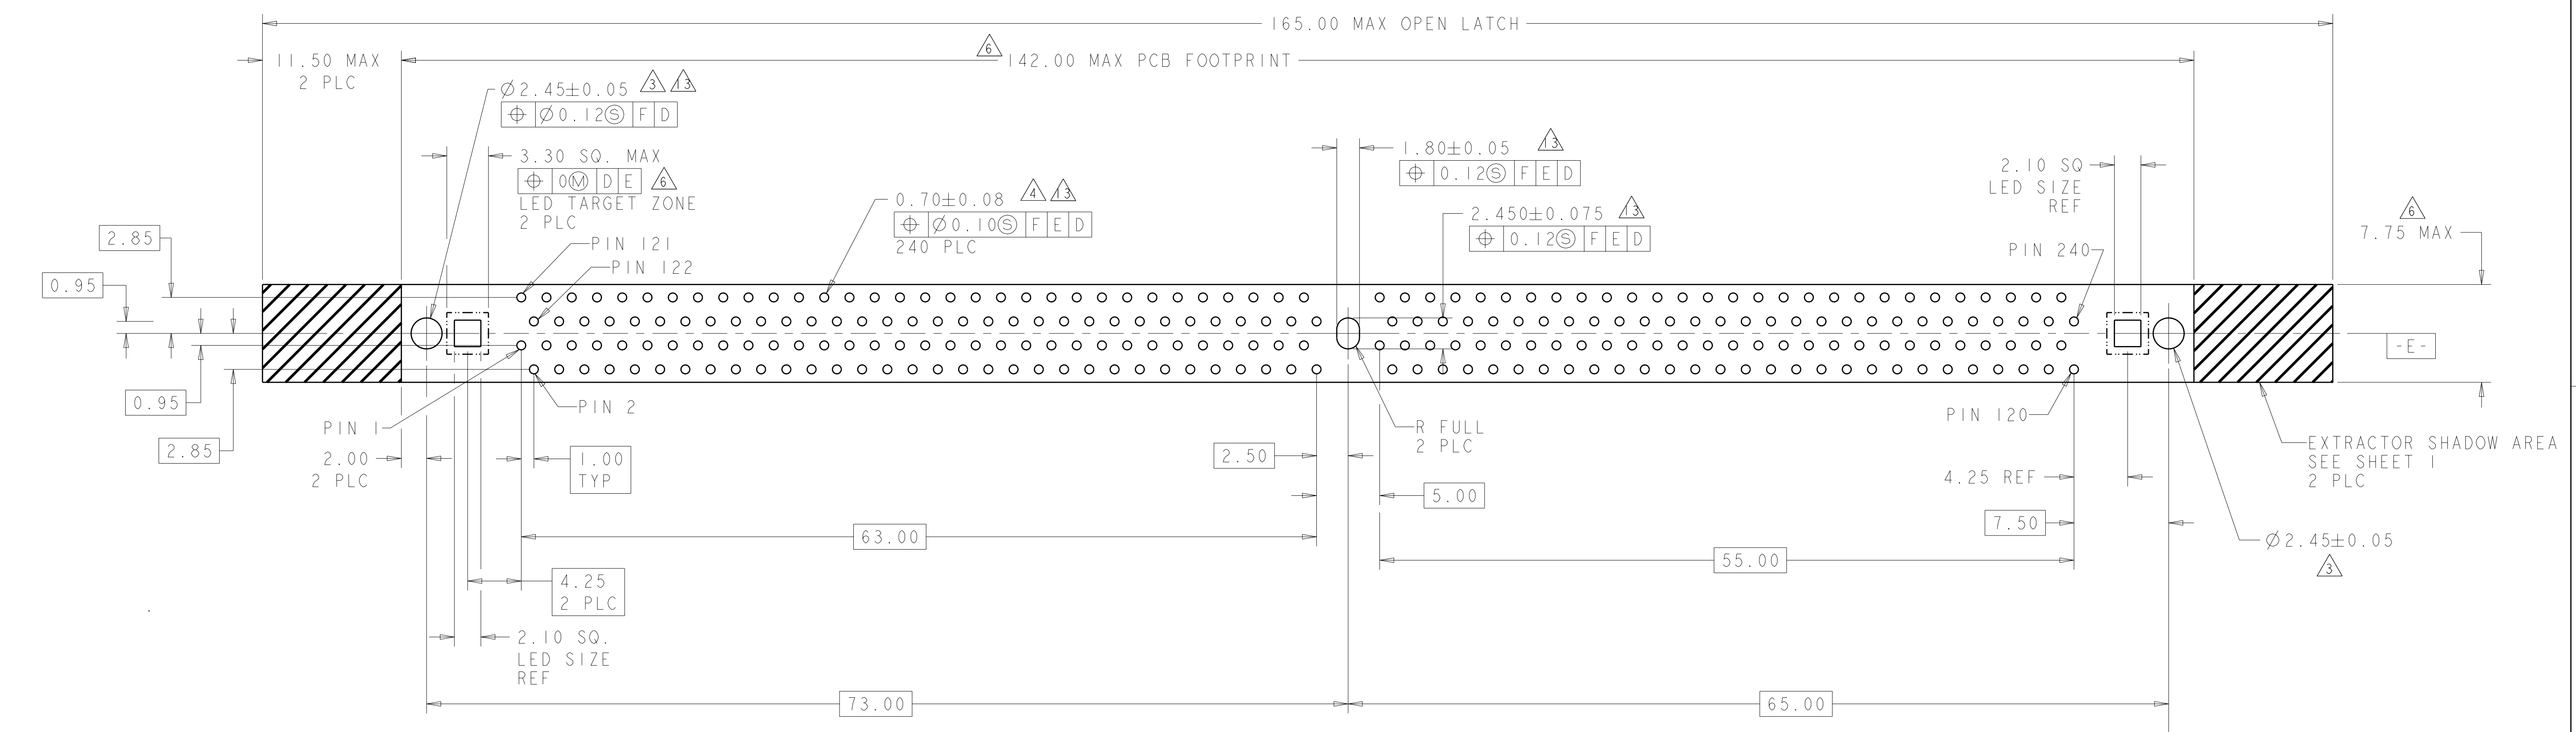 165.00 MAX OPEN LATCH
11.50 MAX
2 PLC
6
142.00 MAX PCB FOOTPRINT
Ø2.45±0.05 3 13
⌖ Ø0.12Ⓢ F D
3.30 SQ. MAX
⌖ 0Ⓜ D E 6
LED TARGET ZONE
2 PLC
0.70±0.08 4 13
⌖ Ø0.10Ⓢ F E D
240 PLC
1.80±0.05 13
⌖ 0.12Ⓢ F E D
2.450±0.075 13
⌖ 0.12Ⓢ F E D
2.10 SQ
LED SIZE
REF
6
7.75 MAX
PIN 121
PIN 122
PIN 240
2.85
0.95
0.95
2.85
-E-
PIN 1
PIN 2
2.00
2 PLC
1.00
TYP
R FULL
2 PLC
2.50
5.00
PIN 120
EXTRACTOR SHADOW AREA
SEE SHEET 1
2 PLC
4.25 REF
7.50
Ø2.45±0.05
3
63.00
55.00
4.25
2 PLC
2.10 SQ.
LED SIZE
REF
73.00
65.00